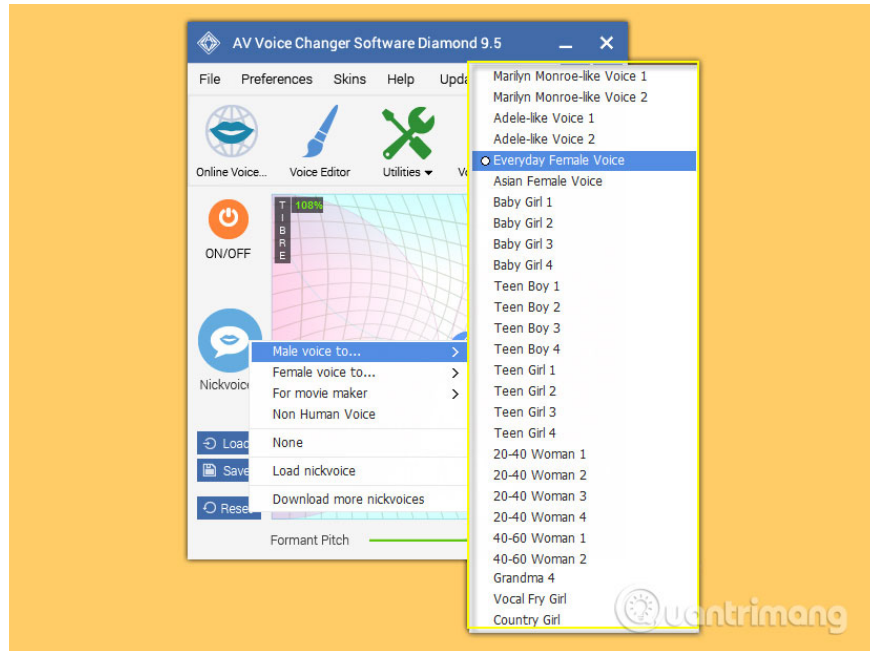 AV Voice Changer Software Diamond 9.5
File Preferences Skins Help
Online Voice... Voice Editor Utilities
TIBRE 108%
ON/OFF
Nickvoice
Load
Save
Reset
Male voice to...
Female voice to...
For movie maker
Non Human Voice
None
Load nickvoice
Download more nickvoices
Formant Pitch
Marilyn Monroe-like Voice 1
Marilyn Monroe-like Voice 2
Adele-like Voice 1
Adele-like Voice 2
Everyday Female Voice
Asian Female Voice
Baby Girl 1
Baby Girl 2
Baby Girl 3
Baby Girl 4
Teen Boy 1
Teen Boy 2
Teen Boy 3
Teen Boy 4
Teen Girl 1
Teen Girl 2
Teen Girl 3
Teen Girl 4
20-40 Woman 1
20-40 Woman 2
20-40 Woman 3
20-40 Woman 4
40-60 Woman 1
40-60 Woman 2
Grandma 4
Vocal Fry Girl
Country Girl
Quantrimang